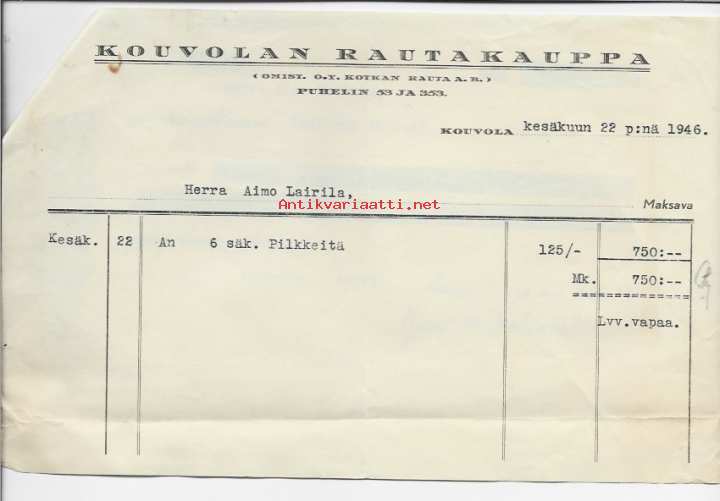 KOUVOLAN RAUTAKAUPPA
(OMIST. O.Y. KOTKAN RAUTA A.B.)
PUHELIN 53 JA 353.
KOUVOLA kesäkuun 22 p:nä 1946.
Herra Aimo Lairila,
Maksava
Antikvariaatti.net
Kesäk. 22 An 6 säk. Pilkkeitä 125/- 750:--
Mk. 750:--
==============
Lvv.vapaa.